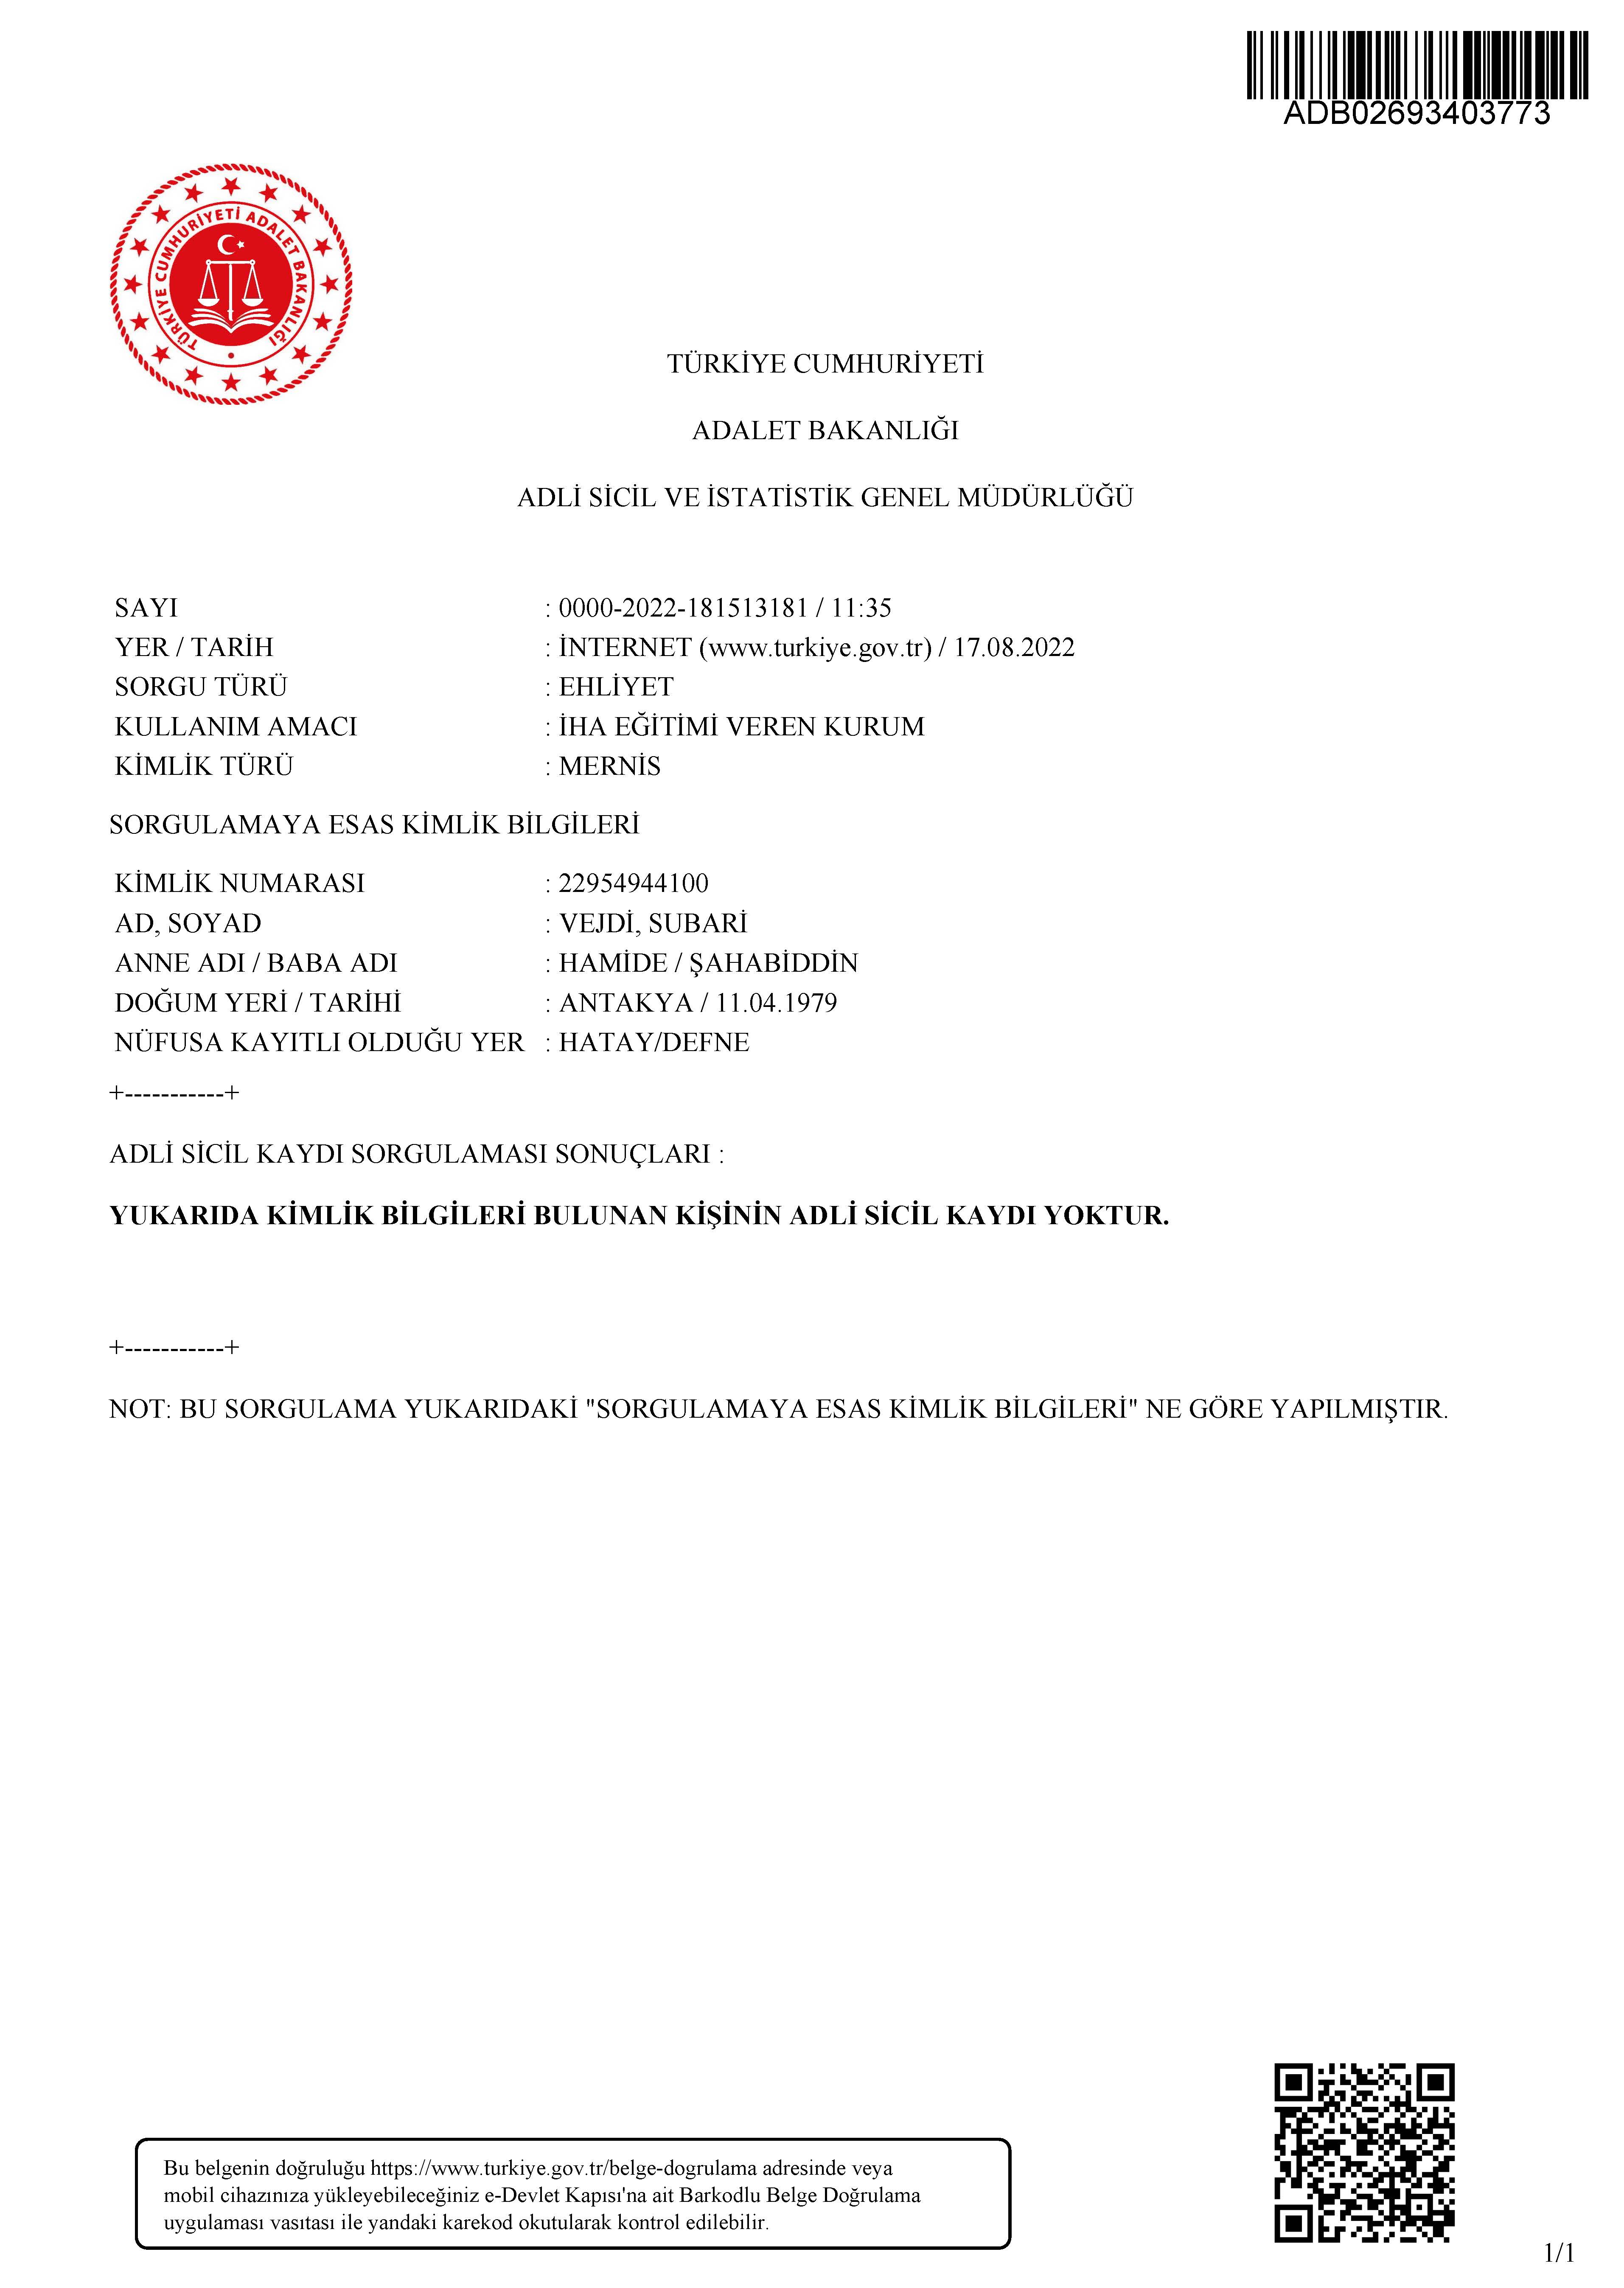 ADB02693403773
TÜRKİYE CUMHURİYETİ ADALET BAKANLIĞI
TÜRKİYE CUMHURİYETİ
ADALET BAKANLIĞI
ADLİ SİCİL VE İSTATİSTİK GENEL MÜDÜRLÜĞÜ
SAYI : 0000-2022-181513181 / 11:35
YER / TARİH : İNTERNET (www.turkiye.gov.tr) / 17.08.2022
SORGU TÜRÜ : EHLİYET
KULLANIM AMACI : İHA EĞİTİMİ VEREN KURUM
KİMLİK TÜRÜ : MERNİS
SORGULAMAYA ESAS KİMLİK BİLGİLERİ
KİMLİK NUMARASI : 22954944100
AD, SOYAD : VEJDİ, SUBARİ
ANNE ADI / BABA ADI : HAMİDE / ŞAHABİDDİN
DOĞUM YERİ / TARİHİ : ANTAKYA / 11.04.1979
NÜFUSA KAYITLI OLDUĞU YER : HATAY/DEFNE
+-----------+
ADLİ SİCİL KAYDI SORGULAMASI SONUÇLARI :
YUKARIDA KİMLİK BİLGİLERİ BULUNAN KİŞİNİN ADLİ SİCİL KAYDI YOKTUR.
+-----------+
NOT: BU SORGULAMA YUKARIDAKİ "SORGULAMAYA ESAS KİMLİK BİLGİLERİ" NE GÖRE YAPILMIŞTIR.
Bu belgenin doğruluğu https://www.turkiye.gov.tr/belge-dogrulama adresinde veya
mobil cihazınıza yükleyebileceğiniz e-Devlet Kapısı'na ait Barkodlu Belge Doğrulama
uygulaması vasıtası ile yandaki karekod okutularak kontrol edilebilir.
1/1